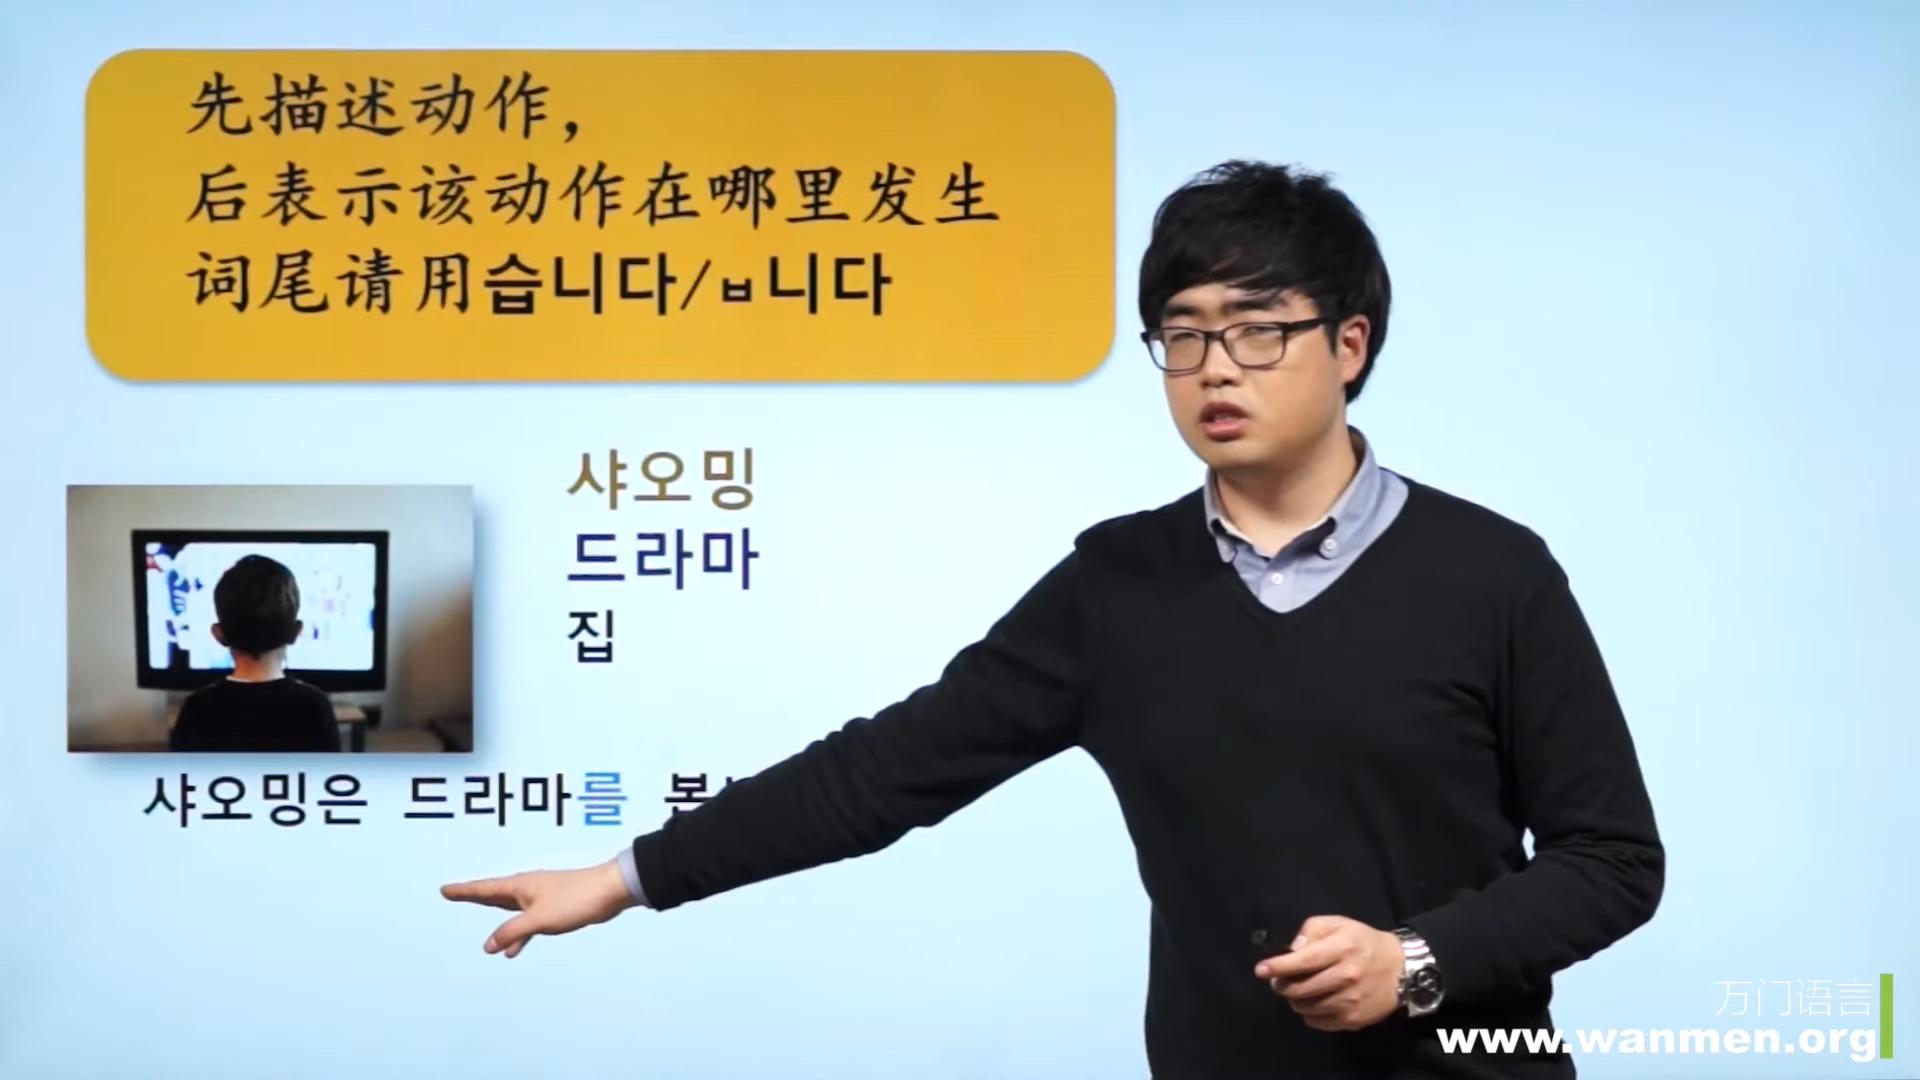 先描述动作，
后表示该动作在哪里发生
词尾请用습니다/ㅂ니다
샤오밍
드라마
집
샤오밍은 드라마를
万门语言
www.wanmen.org